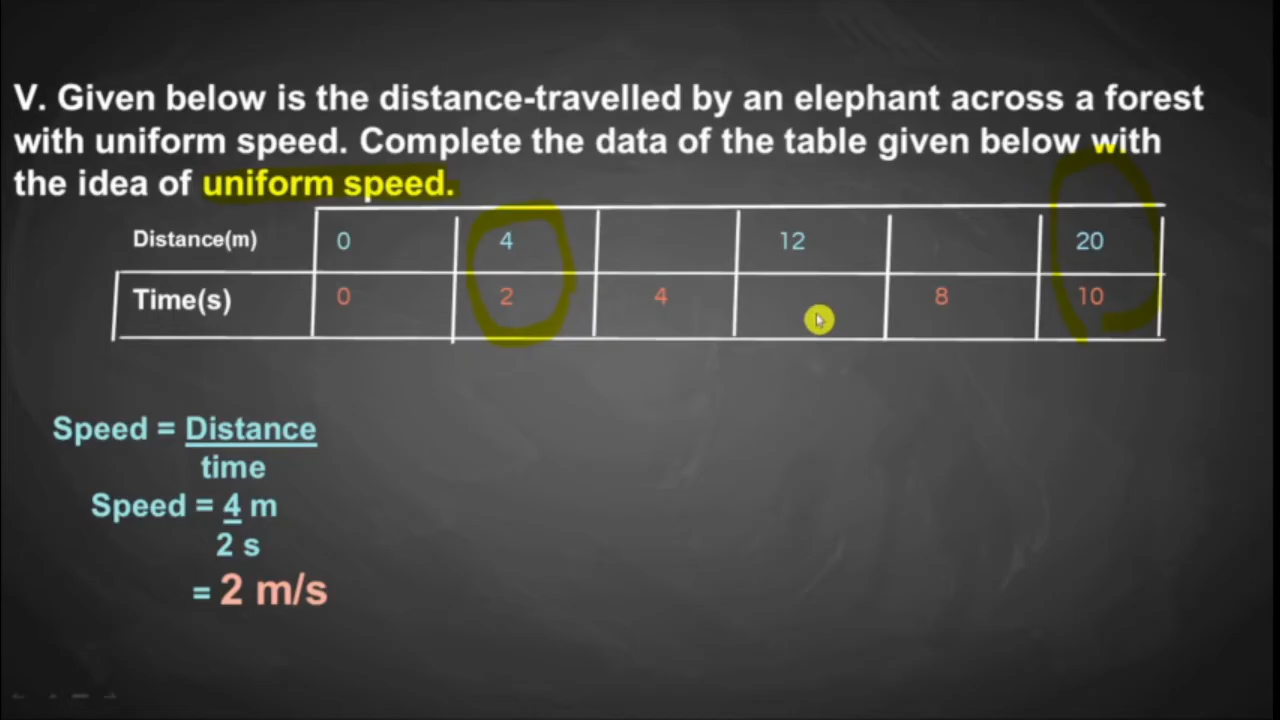 V. Given below is the distance-travelled by an elephant across a forest
with uniform speed. Complete the data of the table given below with
the idea of uniform speed.
Distance(m) 0 4 12 20
Time(s) 0 2 4 8 10
Speed = Distance
time
Speed = 4 m
2 s
= 2 m/s